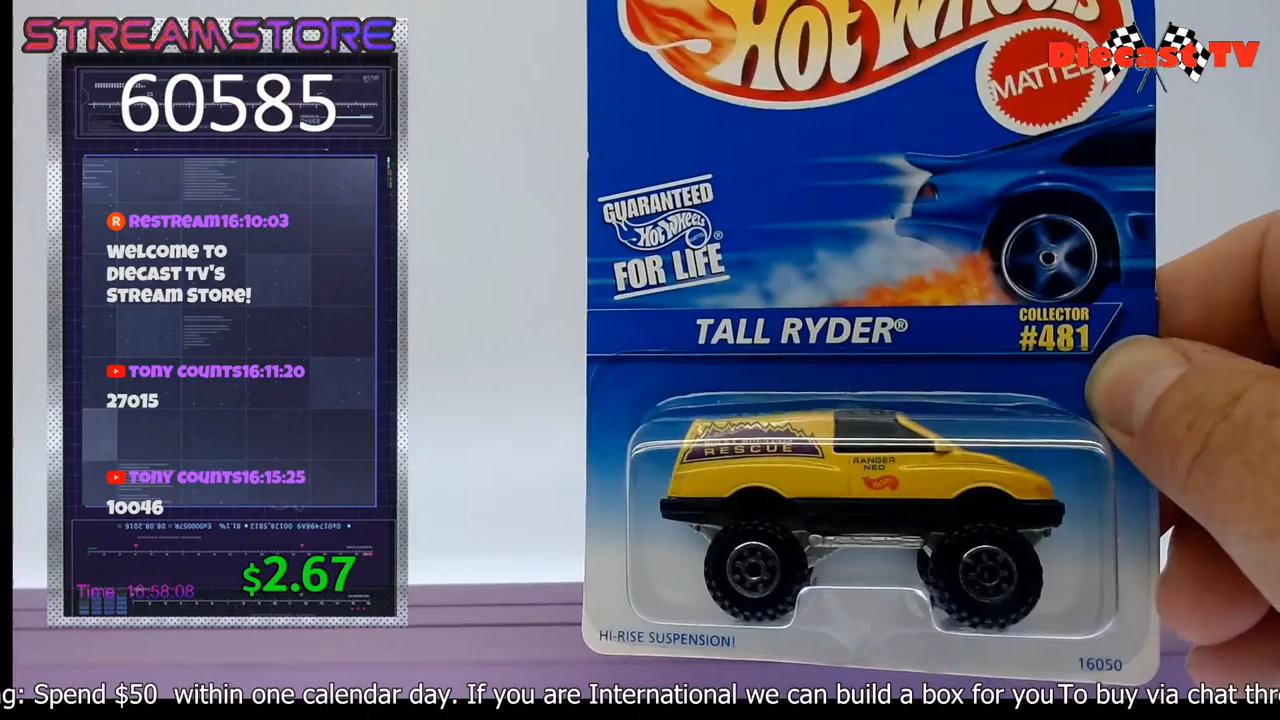 STREAMSTORE
60585
RESTREAM16:10:03
WELCOME TO
DIECAST TV'S
STREAM STORE!
TONY COUNTS16:11:20
27015
TONY COUNTS16:15:25
10046
Time: 16:58:08
$2.67
Hot Wheels
MATTEL
Diecast TV
GUARANTEED
Hot Wheels
FOR LIFE
TALL RYDER®
COLLECTOR
#481
RESCUE
RANGER
NED
HI-RISE SUSPENSION!
16050
g: Spend $50 within one calendar day. If you are International we can build a box for you To buy via chat thr